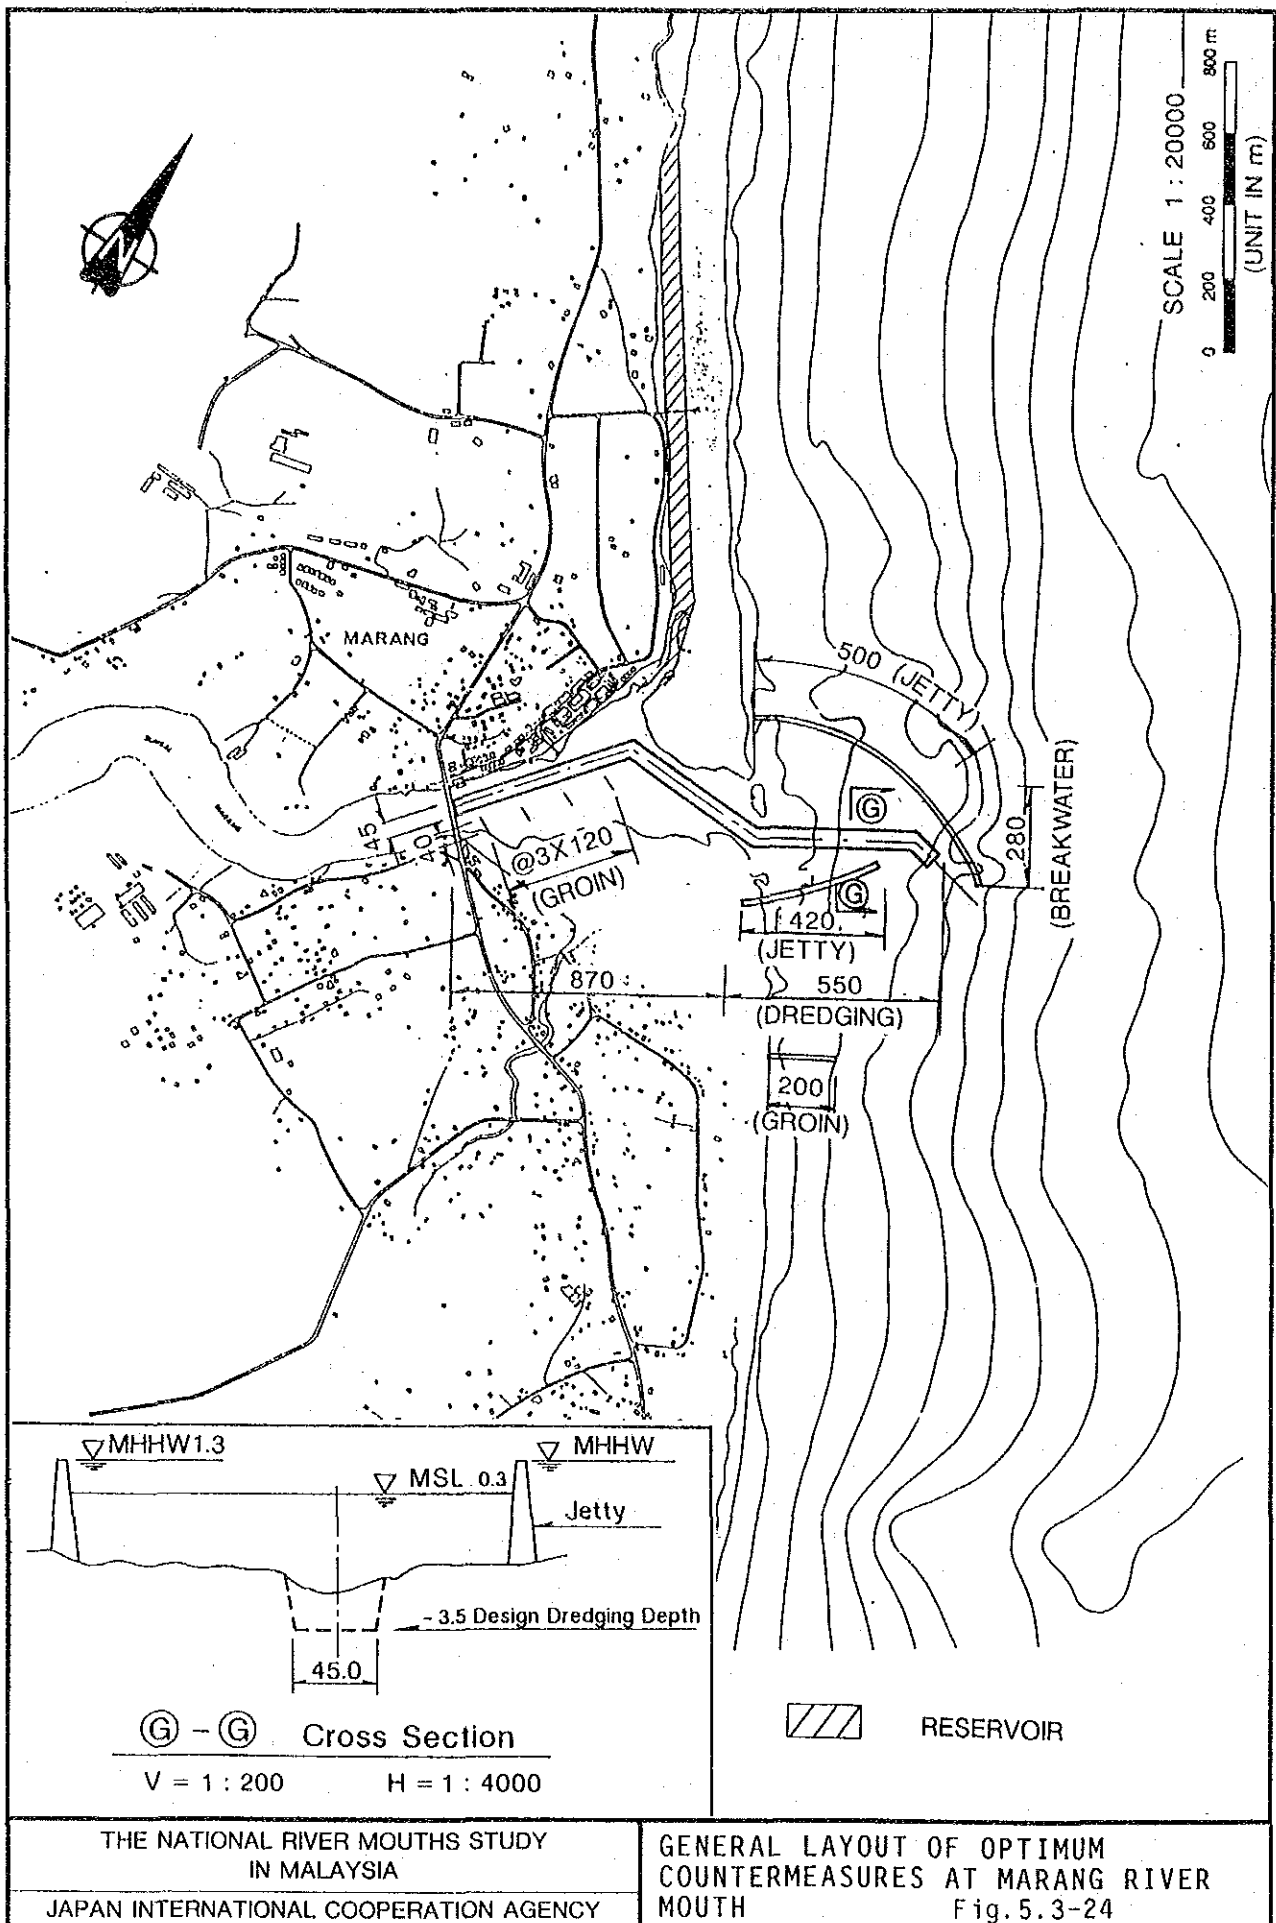 N
SCALE 1 : 20000
0 200 400 600 800 m
(UNIT IN m)
MARANG
500 (JETTY)
G
45
40
@3X120
(GROIN)
280
(BREAKWATER)
G
420
(JETTY)
870
550
(DREDGING)
200
(GROIN)
MHHW1.3
MHHW
MSL 0.3
Jetty
-3.5 Design Dredging Depth
45.0
G - G Cross Section
V = 1 : 200 H = 1 : 4000
RESERVOIR
THE NATIONAL RIVER MOUTHS STUDY
IN MALAYSIA
JAPAN INTERNATIONAL COOPERATION AGENCY
GENERAL LAYOUT OF OPTIMUM
COUNTERMEASURES AT MARANG RIVER
MOUTH Fig.5.3-24